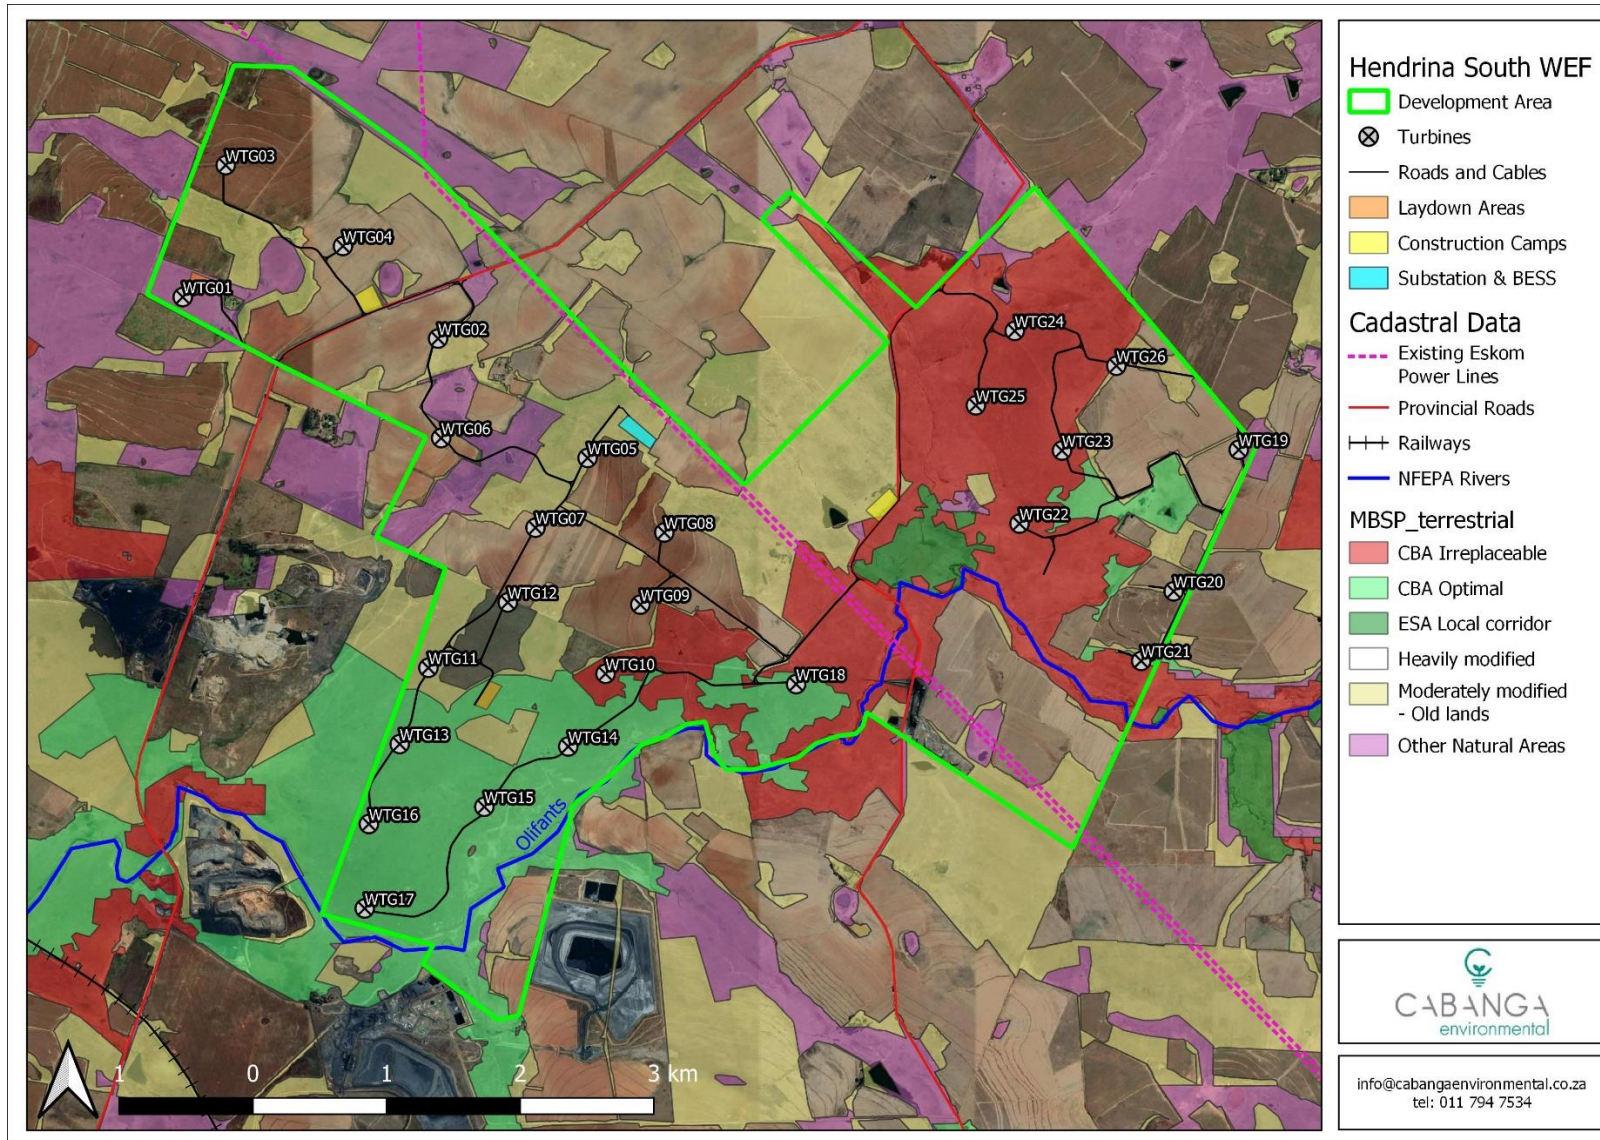 WTG03
WTG04
WTG01
WTG02
WTG24
WTG26
WTG25
WTG06
WTG05
WTG23
WTG19
WTG07
WTG08
WTG22
WTG12
WTG09
WTG20
WTG11
WTG10
WTG18
WTG21
WTG13
WTG14
WTG16
WTG15
Olifants
WTG17
1 0 1 2 3 km
Hendrina South WEF
Development Area
Turbines
Roads and Cables
Laydown Areas
Construction Camps
Substation & BESS
Cadastral Data
Existing Eskom
Power Lines
Provincial Roads
Railways
NFEPA Rivers
MBSP_terrestrial
CBA Irreplaceable
CBA Optimal
ESA Local corridor
Heavily modified
Moderately modified
- Old lands
Other Natural Areas
CABANGA
environmental
info@cabangaenvironmental.co.za
tel: 011 794 7534